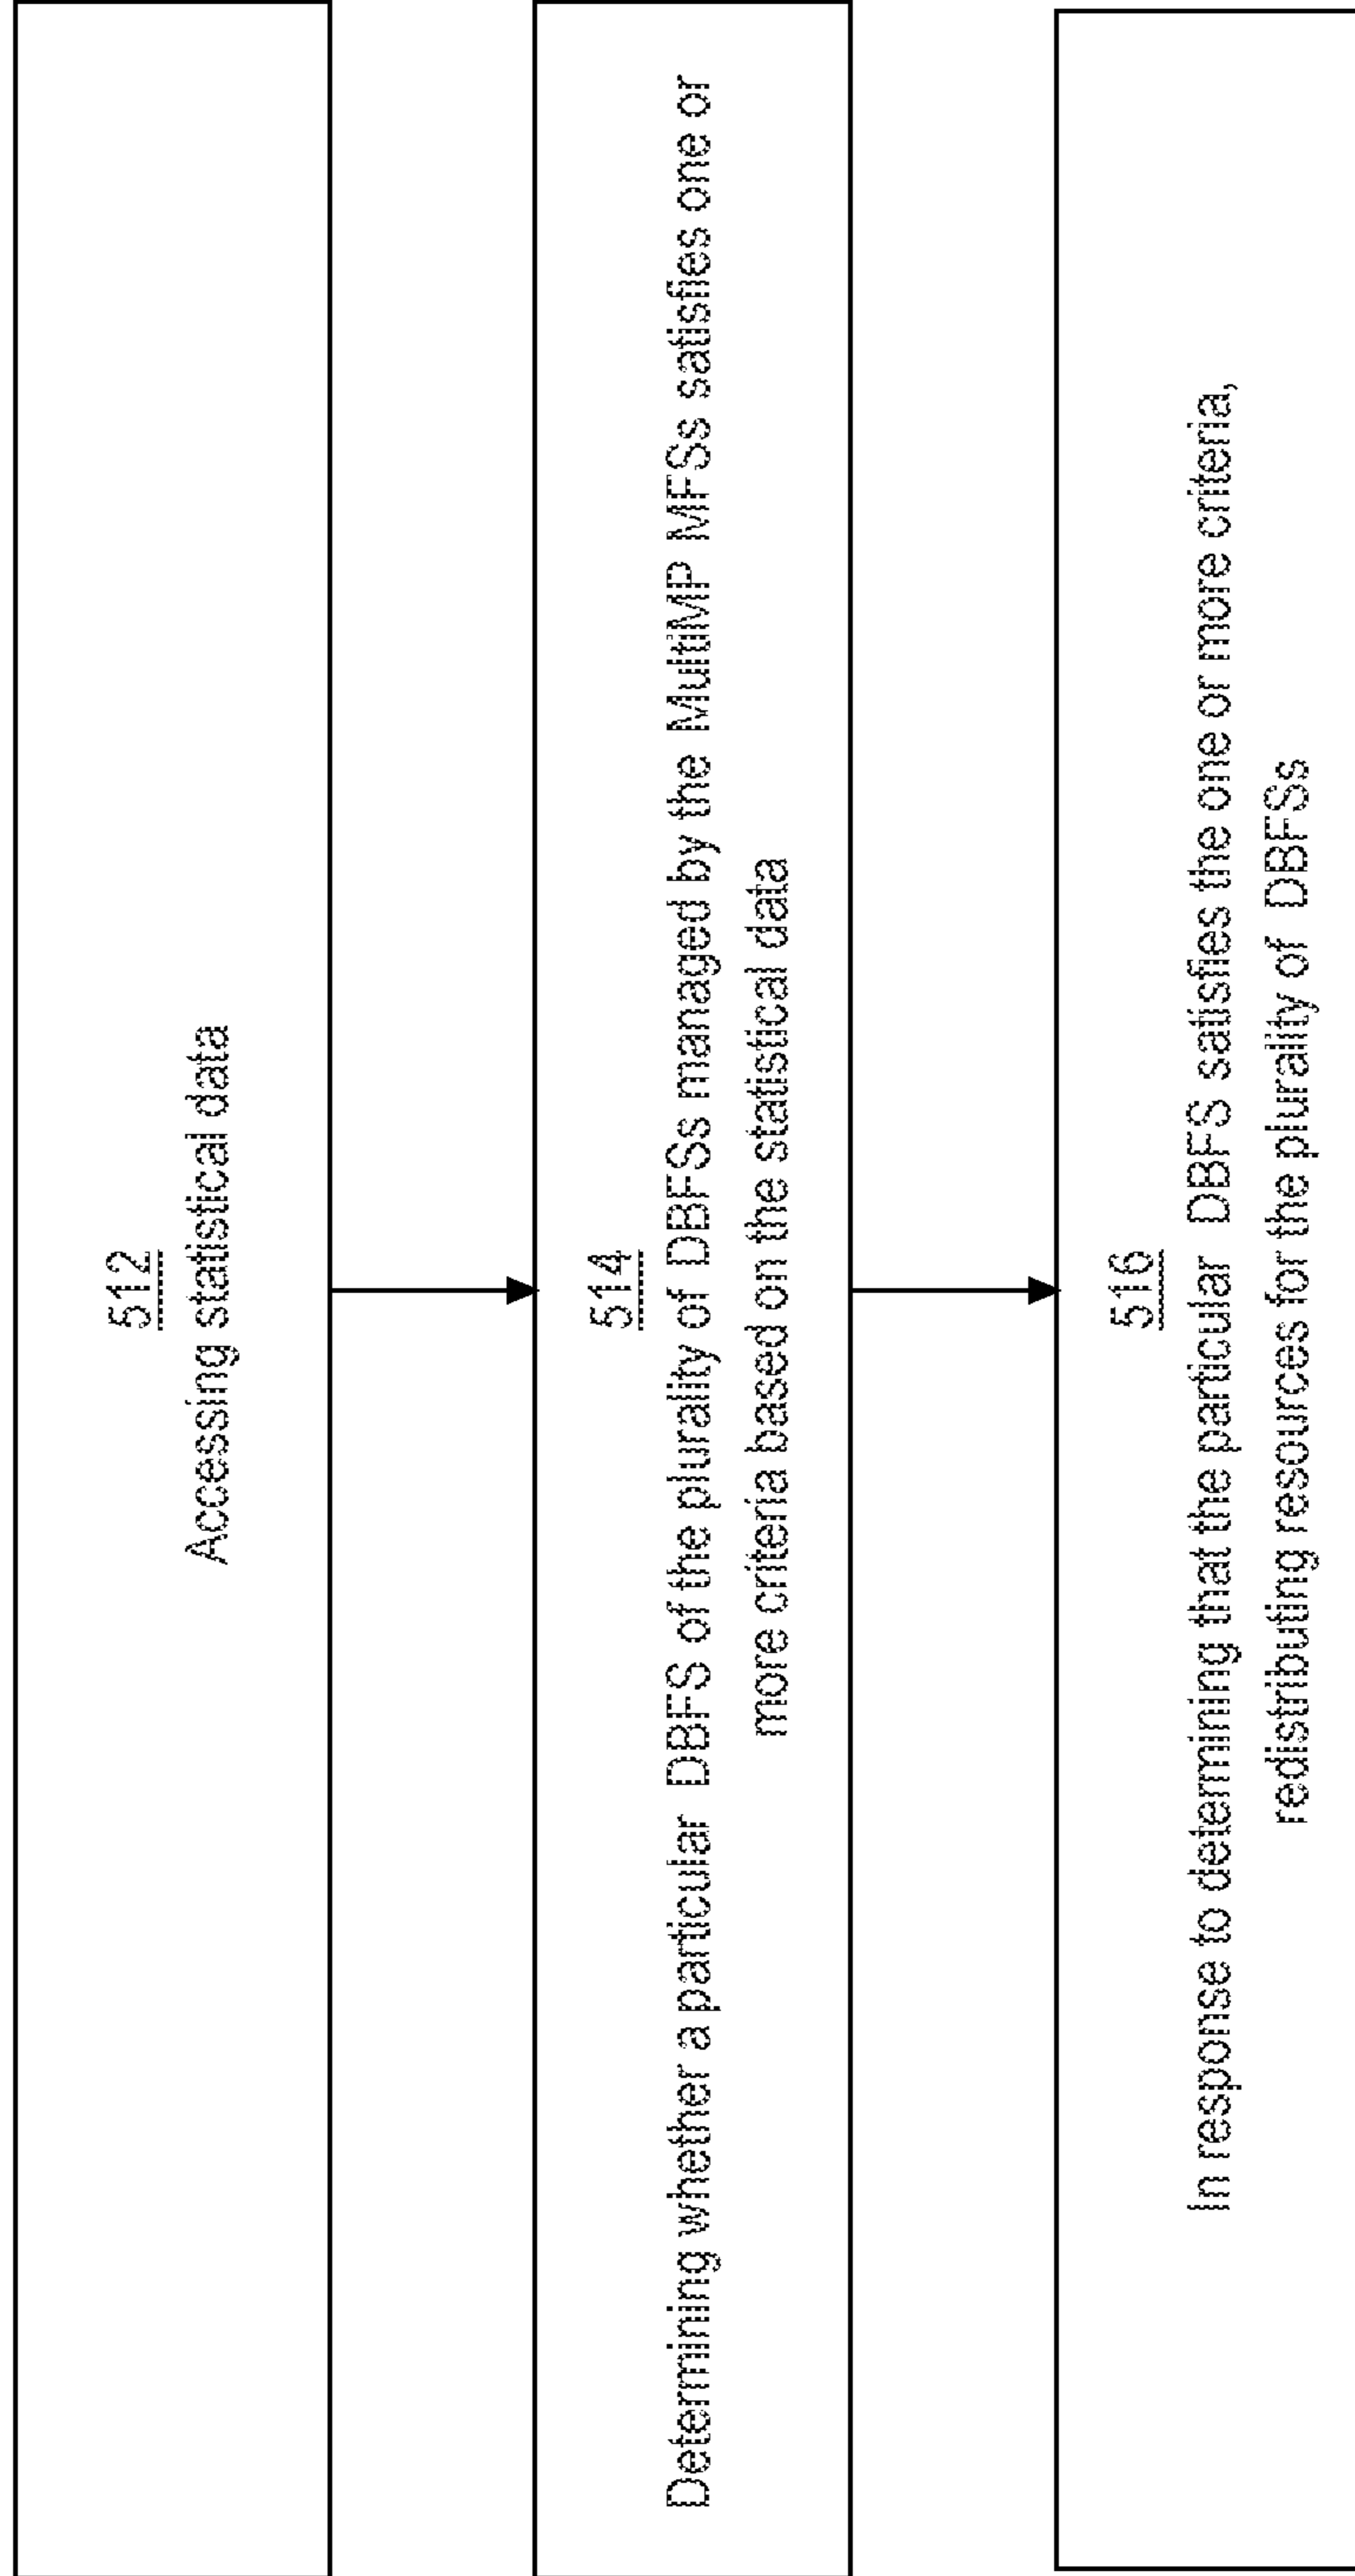 512
Accessing statistical data
514
Determining whether a particular DBFS of the plurality of DBFSs managed by the MultiMP MFSs satisfies one or
more criteria based on the statistical data
516
In response to determining that the particular DBFS satisfies the one or more criteria,
redistributing resources for the plurality of DBFSs